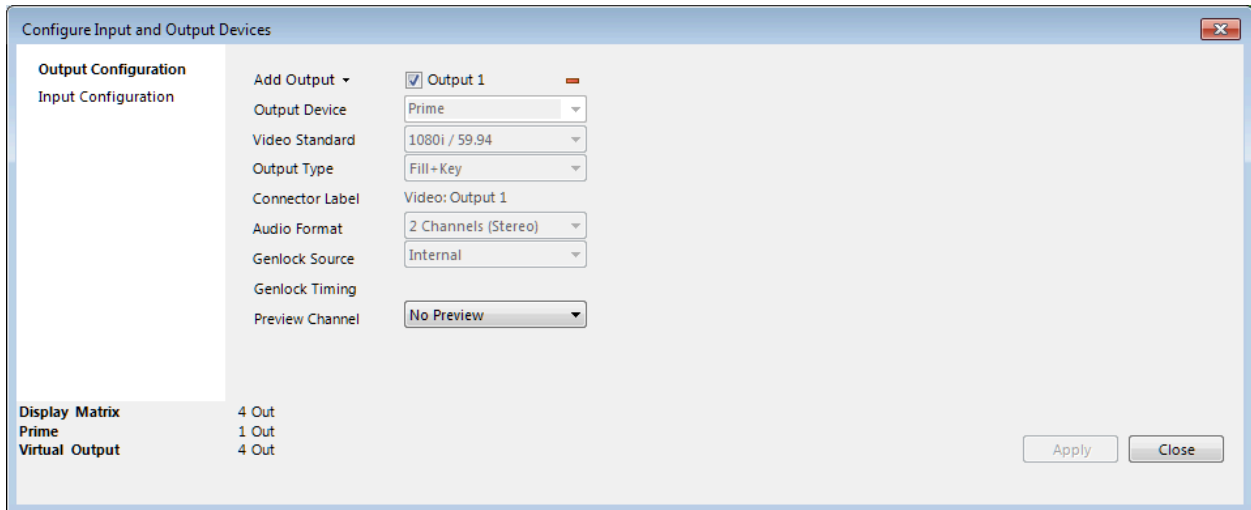 Configure Input and Output Devices
Output Configuration
Input Configuration
Add Output
Output 1
Output Device
Prime
Video Standard
1080i / 59.94
Output Type
Fill+Key
Connector Label
Video: Output 1
Audio Format
2 Channels (Stereo)
Genlock Source
Internal
Genlock Timing
Preview Channel
No Preview
Display Matrix
4 Out
Prime
1 Out
Virtual Output
4 Out
Apply
Close